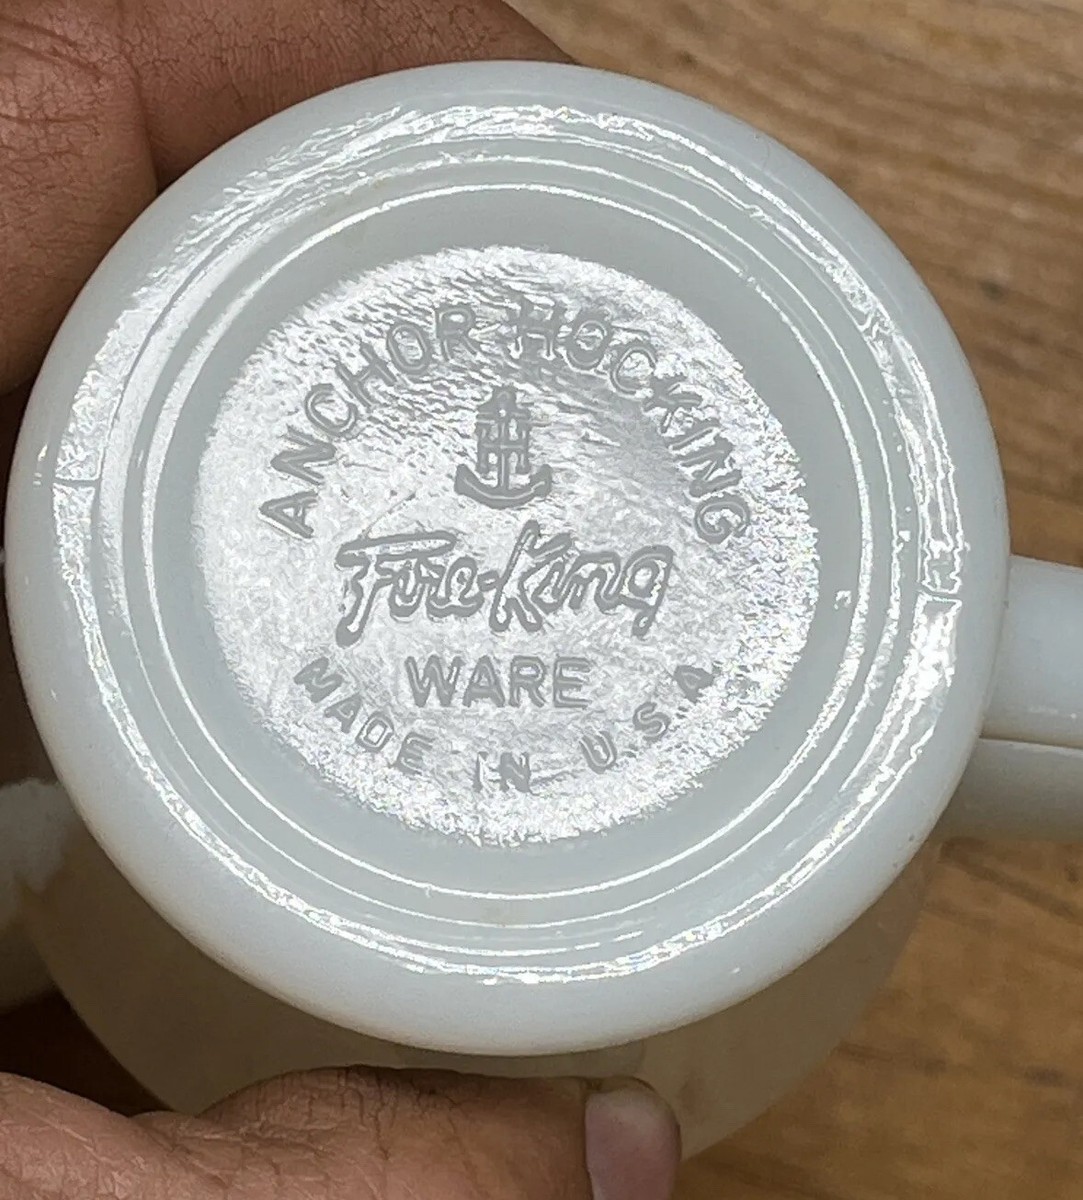 ANCHOR HOCKING
Fire-King
WARE
MADE IN U.S.A